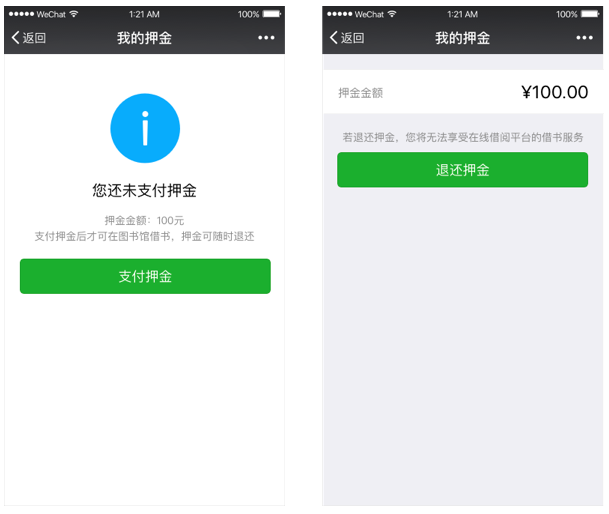 WeChat 1:21 AM 100%
返回 我的押金
i
您还未支付押金
押金金额：100元
支付押金后才可在图书馆借书，押金可随时退还
支付押金
WeChat 1:21 AM 100%
返回 我的押金
押金金额 ¥100.00
若退还押金，您将无法享受在线借阅平台的借书服务
退还押金